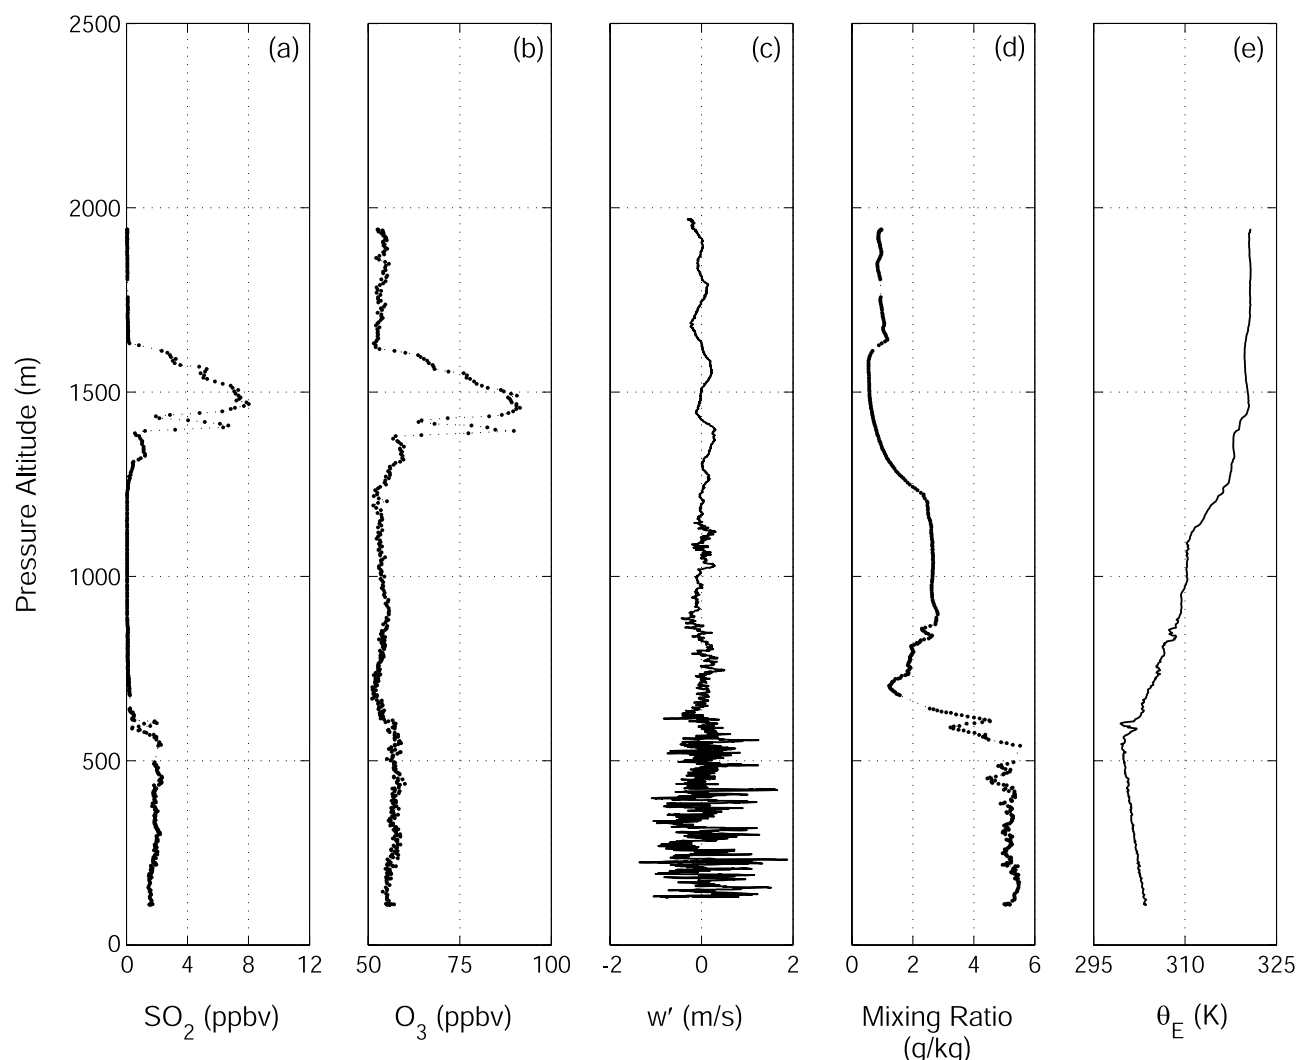 2500
(a)
(b)
(c)
(d)
(e)
2000
1500
1000
500
0
0 4 8 12
50 75 100
-2 0 2
0 2 4 6
295 310 325
Pressure Altitude (m)
SO2 (ppbv)
O3 (ppbv)
w′ (m/s)
Mixing Ratio
(g/kg)
θE (K)